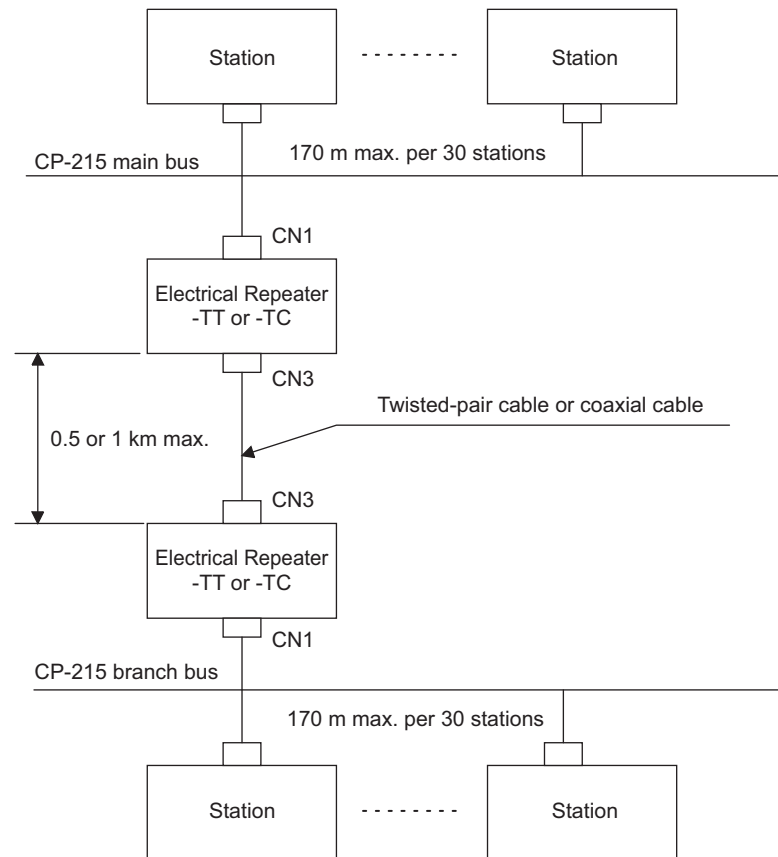 Station
Station
170 m max. per 30 stations
CP-215 main bus
CN1
Electrical Repeater
-TT or -TC
CN3
Twisted-pair cable or coaxial cable
0.5 or 1 km max.
CN3
Electrical Repeater
-TT or -TC
CN1
CP-215 branch bus
170 m max. per 30 stations
Station
Station